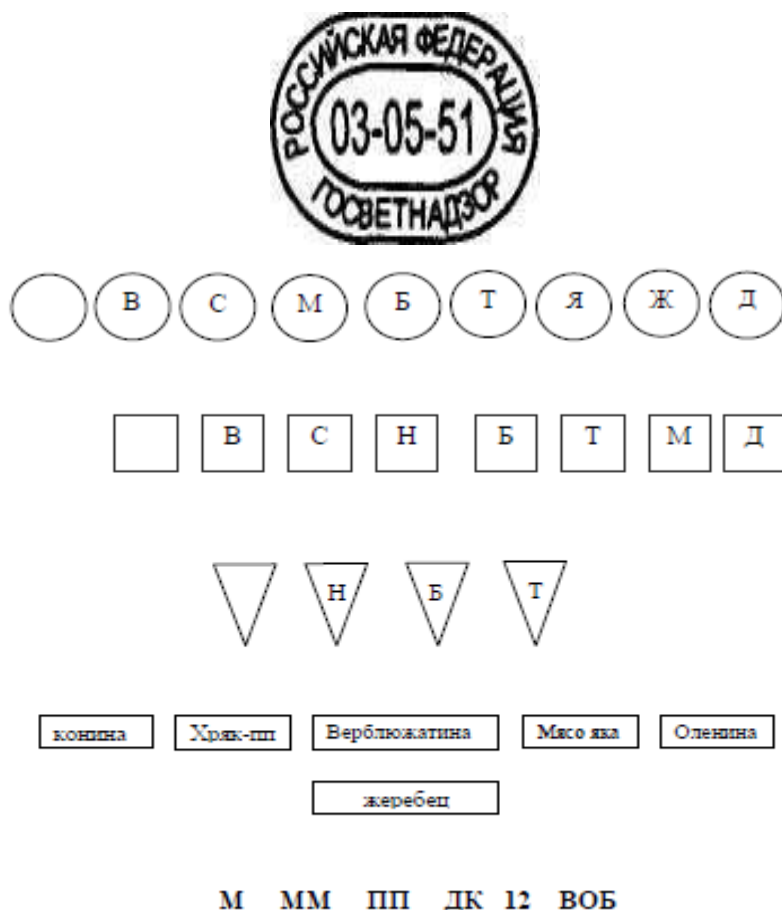 РОССИЙСКАЯ ФЕДЕРАЦИЯ
03-05-51
ГОСВЕТНАДЗОР
В С М Б Т Я Ж Д
В С Н Б Т М Д
Н Б Т
конина Хряк-пп Верблюжатина Мясо яка Оленина
жеребец
М ММ ПП ДК 12 ВОБ